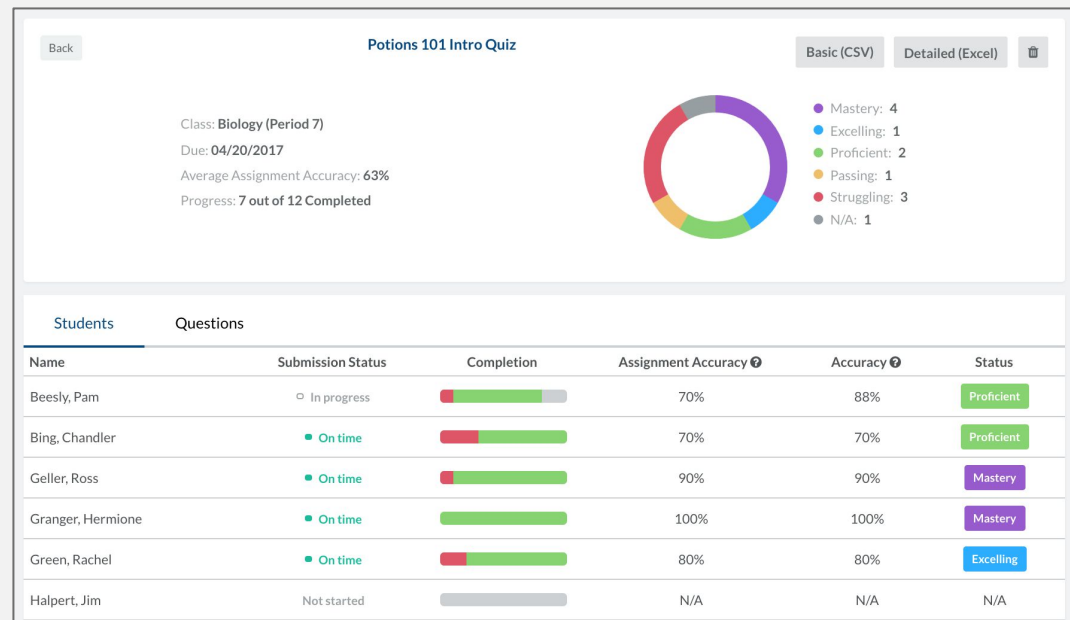 Back
Potions 101 Intro Quiz
Basic (CSV)
Detailed (Excel)
Class: Biology (Period 7)
Due: 04/20/2017
Average Assignment Accuracy: 63%
Progress: 7 out of 12 Completed
Mastery: 4
Excelling: 1
Proficient: 2
Passing: 1
Struggling: 3
N/A: 1
Students Questions
Name Submission Status Completion Assignment Accuracy ? Accuracy ? Status
Beesly, Pam In progress 70% 88% Proficient
Bing, Chandler On time 70% 70% Proficient
Geller, Ross On time 90% 90% Mastery
Granger, Hermione On time 100% 100% Mastery
Green, Rachel On time 80% 80% Excelling
Halpert, Jim Not started N/A N/A N/A